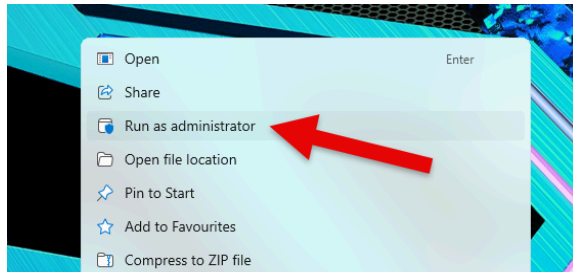 Open Enter
Share
Run as administrator
Open file location
Pin to Start
Add to Favourites
Compress to ZIP file